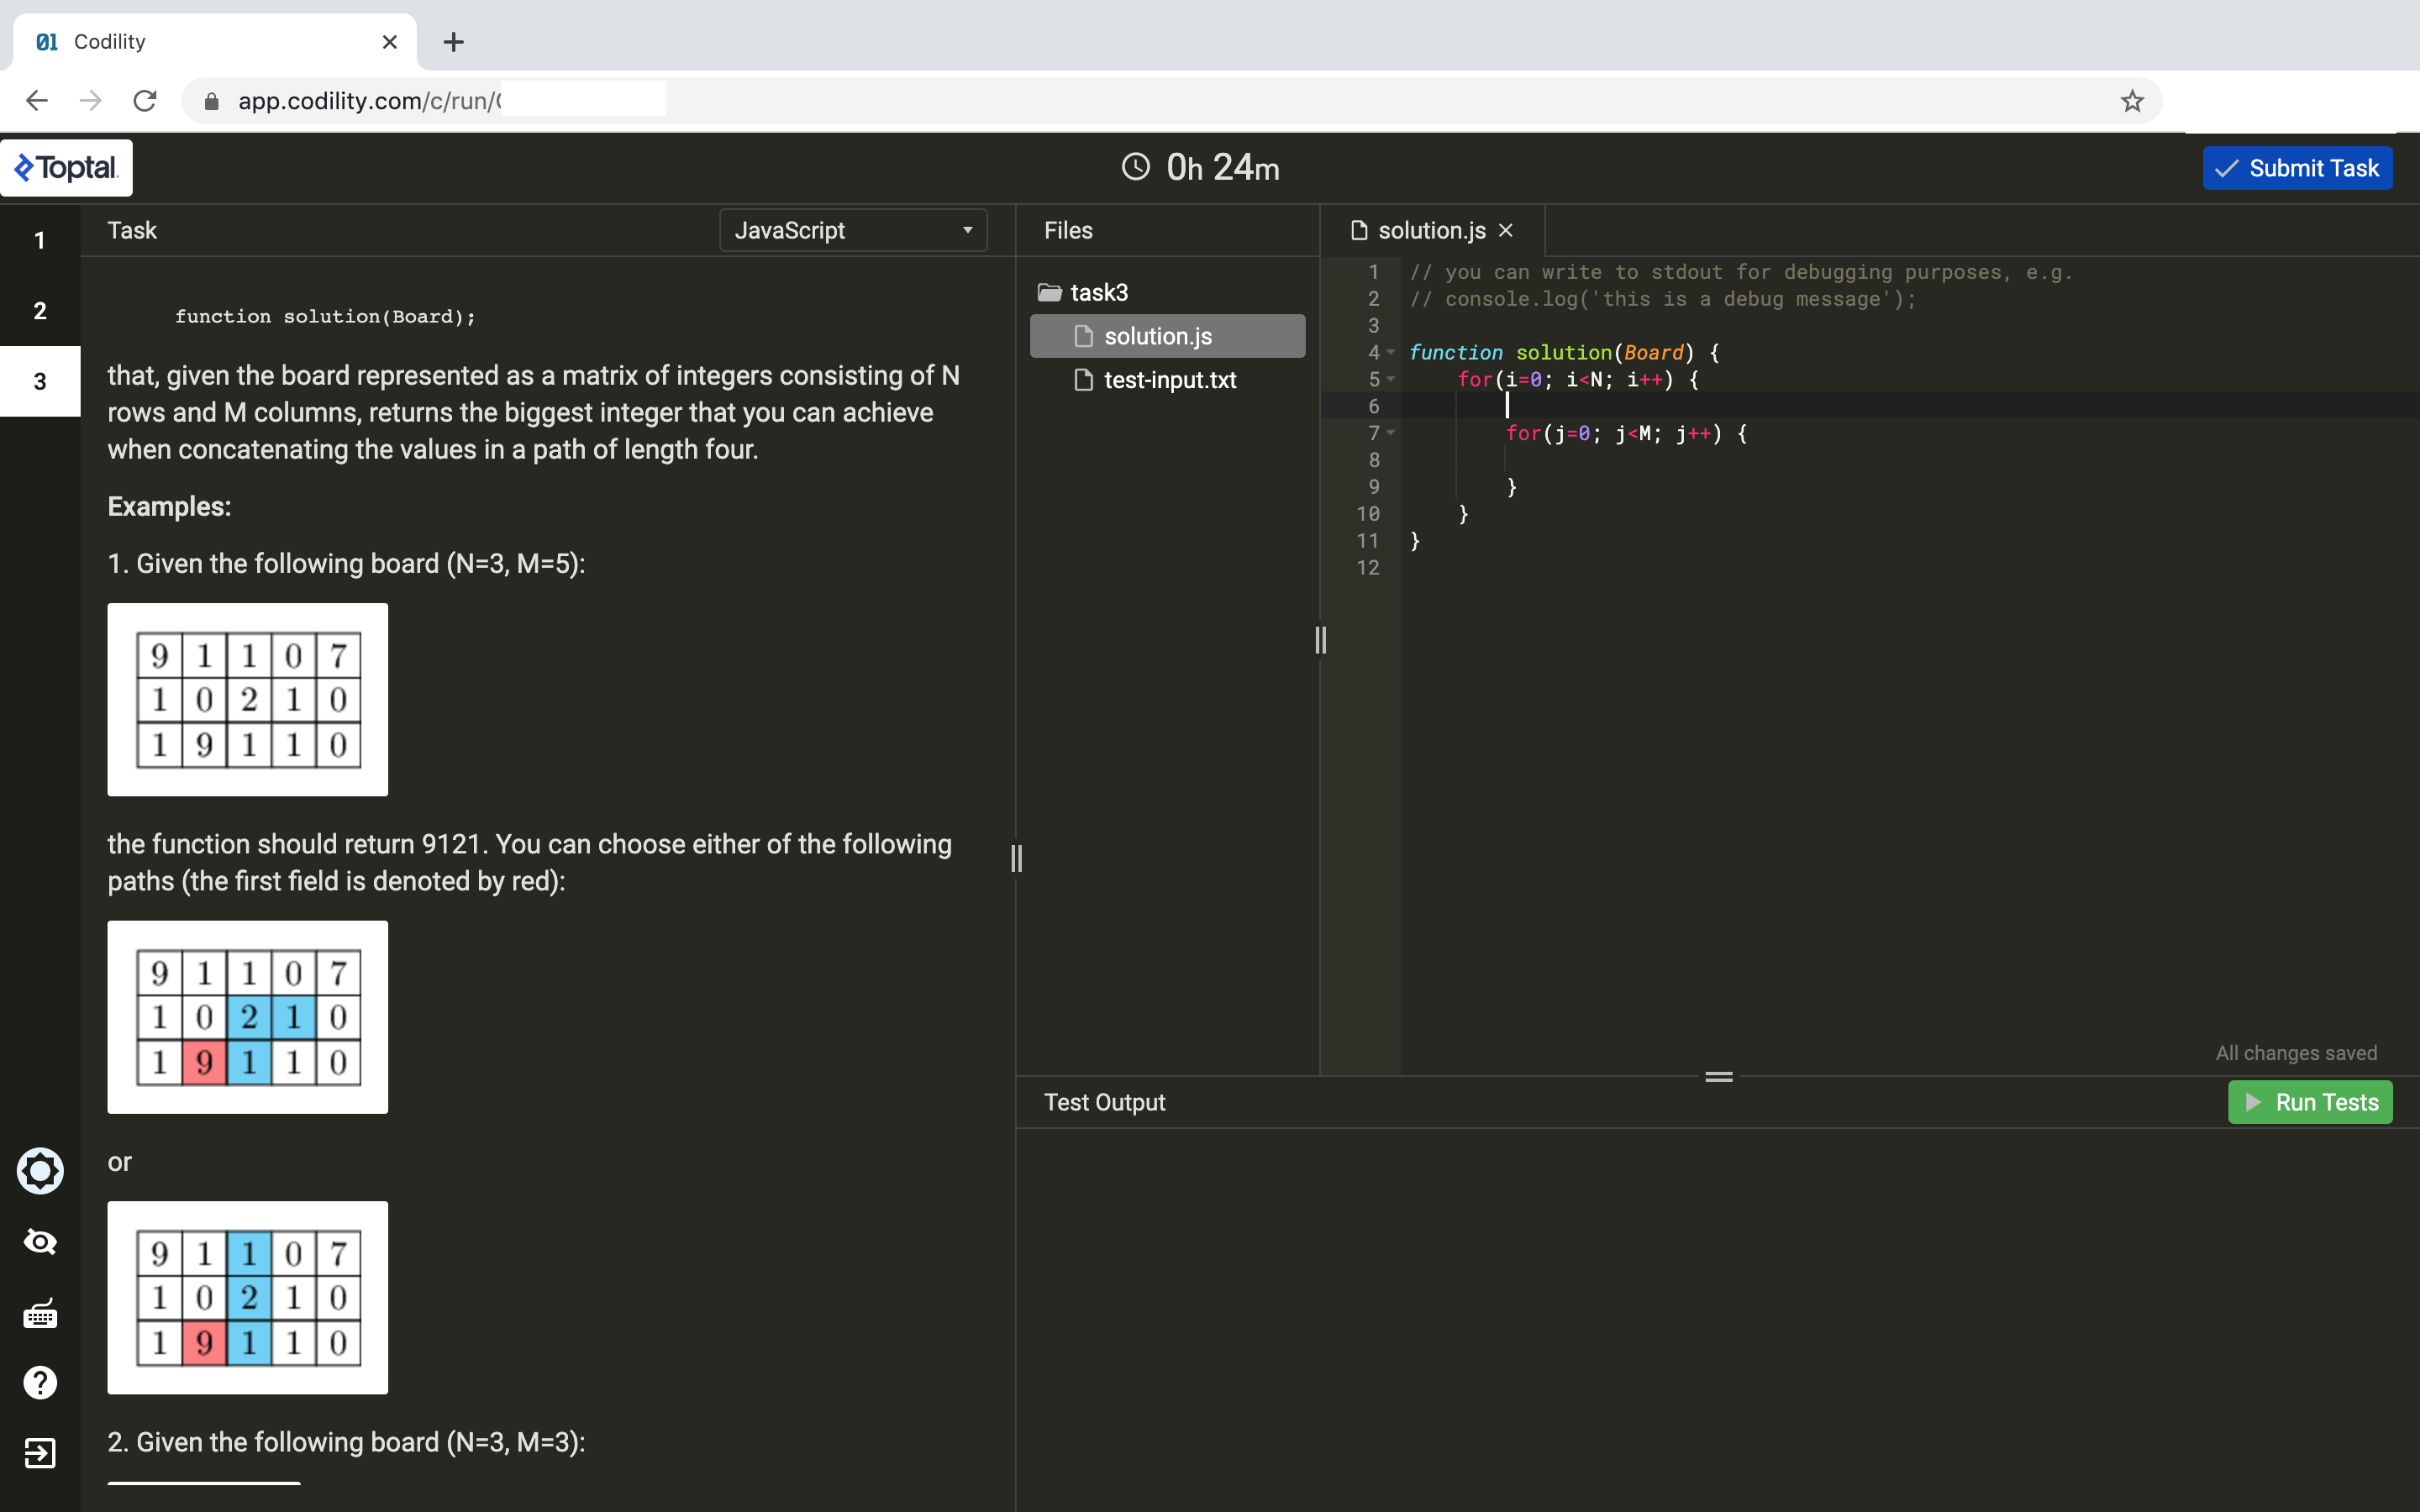 01 Codility
app.codility.com/c/run/
Toptal
0h 24m
Submit Task
1
2
3
Task
JavaScript
function solution(Board);
that, given the board represented as a matrix of integers consisting of N
rows and M columns, returns the biggest integer that you can achieve
when concatenating the values in a path of length four.
Examples:
1. Given the following board (N=3, M=5):
9 1 1 0 7
1 0 2 1 0
1 9 1 1 0
the function should return 9121. You can choose either of the following
paths (the first field is denoted by red):
9 1 1 0 7
1 0 2 1 0
1 9 1 1 0
or
9 1 1 0 7
1 0 2 1 0
1 9 1 1 0
2. Given the following board (N=3, M=3):
Files
task3
solution.js
test-input.txt
solution.js
1 // you can write to stdout for debugging purposes, e.g.
2 // console.log('this is a debug message');
3
4 function solution(Board) {
5 for(i=0; i<N; i++) {
6
7 for(j=0; j<M; j++) {
8
9 }
10 }
11 }
12
All changes saved
Test Output
Run Tests